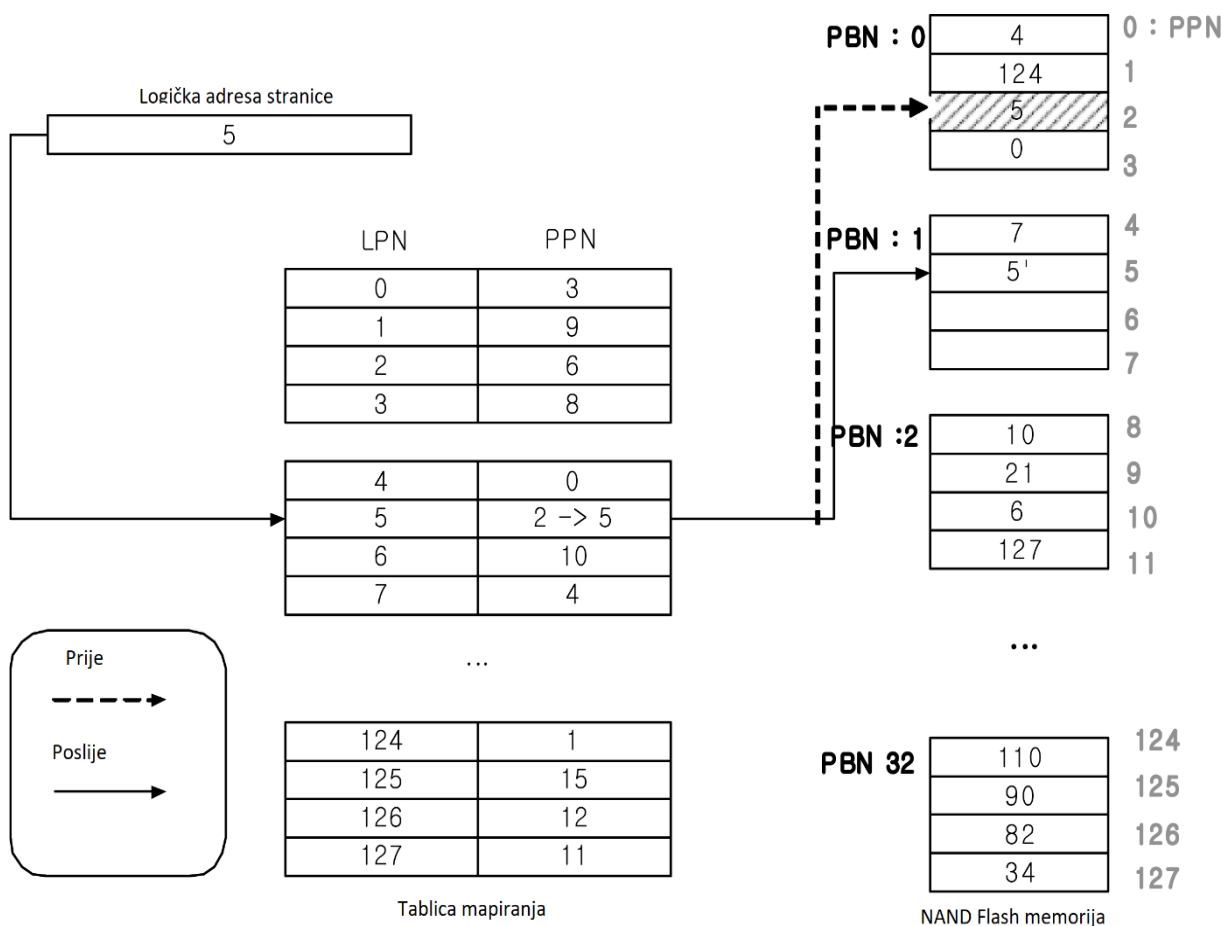 Logička adresa stranice
5
LPN PPN
0 3
1 9
2 6
3 8
4 0
5 2 -> 5
6 10
7 4
...
124 1
125 15
126 12
127 11
Tablica mapiranja
Prije
Poslije
PBN : 0
4 0 : PPN
124 1
5 2
0 3
PBN : 1
7 4
5' 5
6
7
PBN :2
10 8
21 9
6 10
127 11
...
PBN 32
110 124
90 125
82 126
34 127
NAND Flash memorija